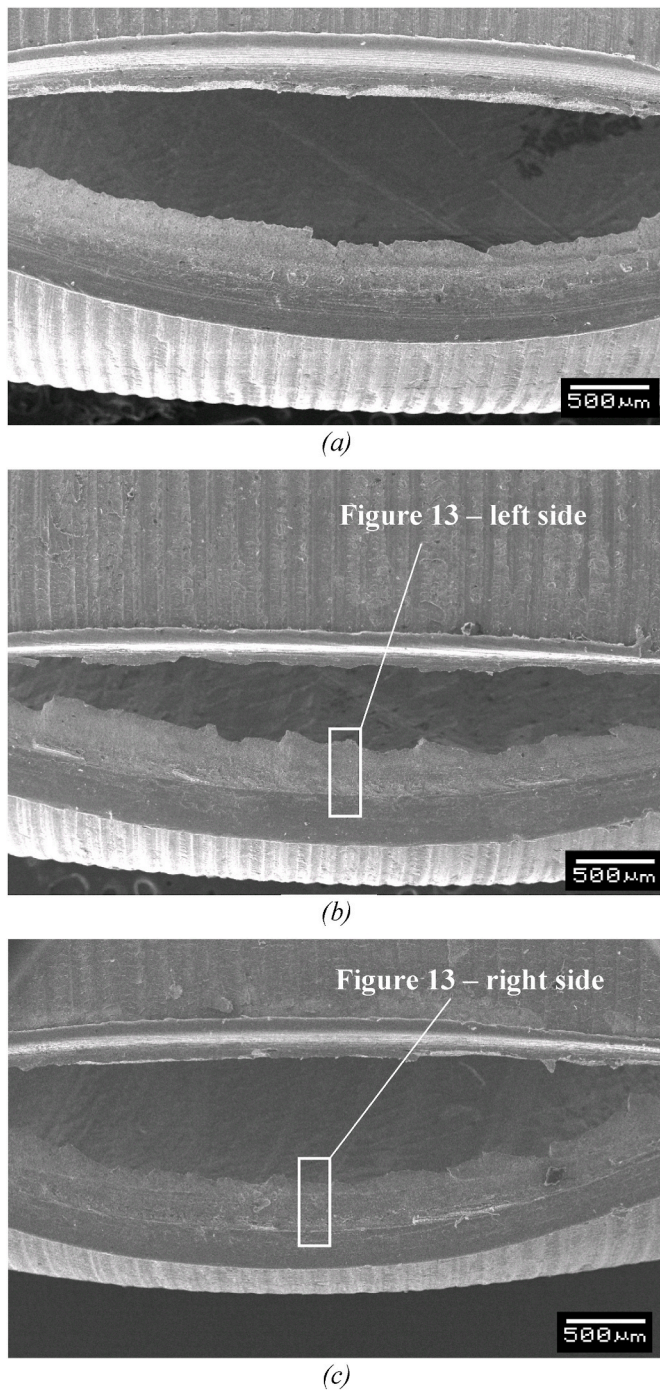 500µm
(a)
Figure 13 – left side
500µm
(b)
Figure 13 – right side
500µm
(c)